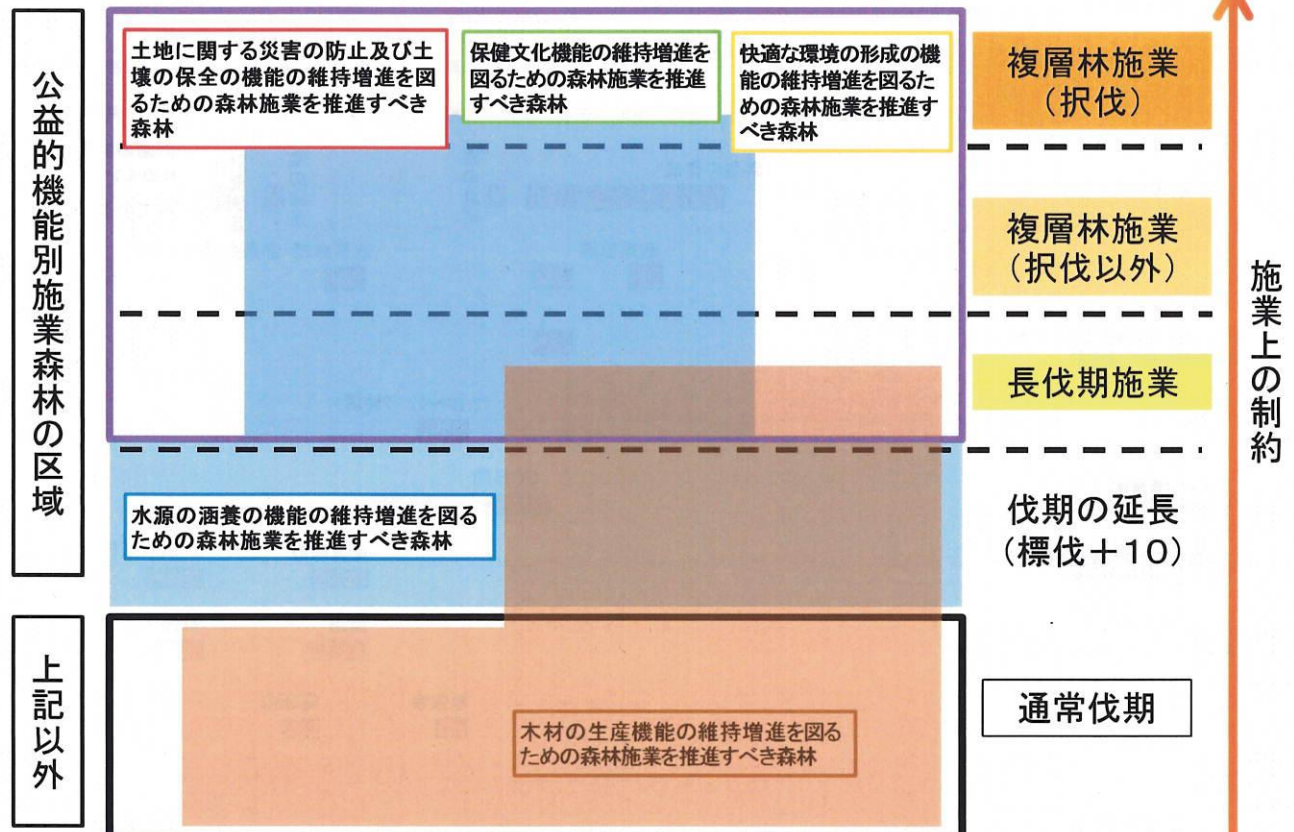 公益的機能別施業森林の区域
土地に関する災害の防止及び土
壌の保全の機能の維持増進を図
るための森林施業を推進すべき
森林
保健文化機能の維持増進を
図るための森林施業を推進
すべき森林
快適な環境の形成の機
能の維持増進を図るた
めの森林施業を推進す
べき森林
複層林施業
(択伐)
複層林施業
(択伐以外)
長伐期施業
施業上の制約
水源の涵養の機能の維持増進を図る
ための森林施業を推進すべき森林
伐期の延長
(標伐+10)
上記以外
木材の生産機能の維持増進を図る
ための森林施業を推進すべき森林
通常伐期